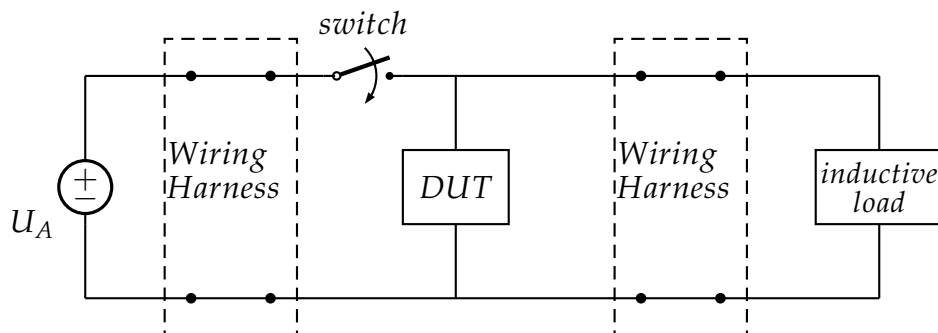 switch
Wiring
Harness
DUT
Wiring
Harness
inductive
load
+
−
U_A